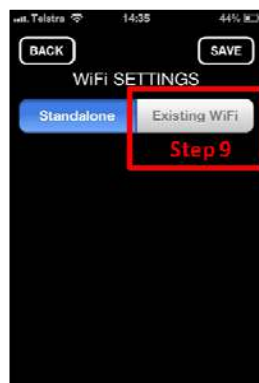 Telstra 14:35 44%
BACK SAVE
WiFi SETTINGS
Standalone Existing WiFi
Step 9